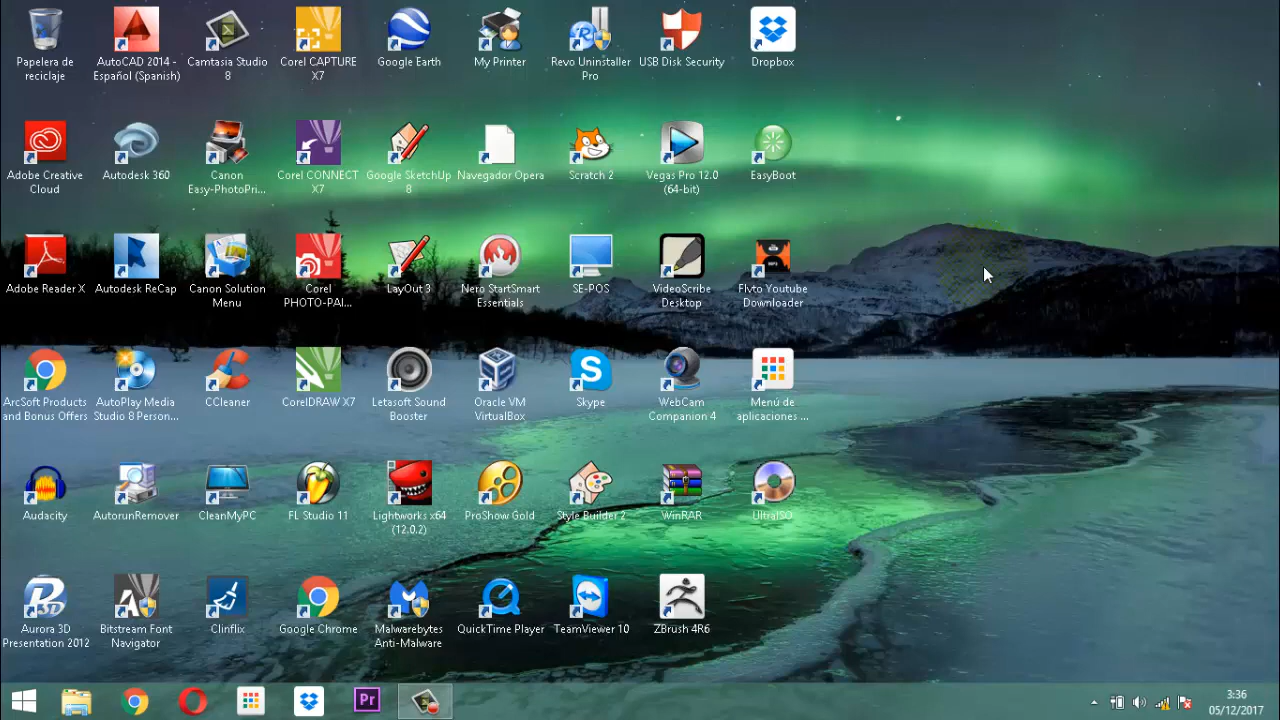 Papelera de
reciclaje
AutoCAD 2014 -
Español (Spanish)
Camtasia Studio
8
Corel CAPTURE
X7
Google Earth
My Printer
Revo Uninstaller
Pro
USB Disk Security
Dropbox
Adobe Creative
Cloud
Autodesk 360
Canon
Easy-PhotoPri...
Corel CONNECT
X7
Google SketchUp
8
Navegador Opera
Scratch 2
Vegas Pro 12.0
(64-bit)
EasyBoot
Adobe Reader X
Autodesk ReCap
Canon Solution
Menu
Corel
PHOTO-PAI...
LayOut 3
Nero StartSmart
Essentials
SE-POS
VideoScribe
Desktop
Flvto Youtube
Downloader
ArcSoft Products
and Bonus Offers
AutoPlay Media
Studio 8 Person...
CCleaner
CorelDRAW X7
Letasoft Sound
Booster
Oracle VM
VirtualBox
Skype
WebCam
Companion 4
Menú de
aplicaciones ...
Audacity
AutorunRemover
CleanMyPC
FL Studio 11
Lightworks x64
(12.0.2)
ProShow Gold
Style Builder 2
WinRAR
UltraISO
Aurora 3D
Presentation 2012
Bitstream Font
Navigator
Clinflix
Google Chrome
Malwarebytes
Anti-Malware
QuickTime Player
TeamViewer 10
ZBrush 4R6
Pr
3:36
05/12/2017